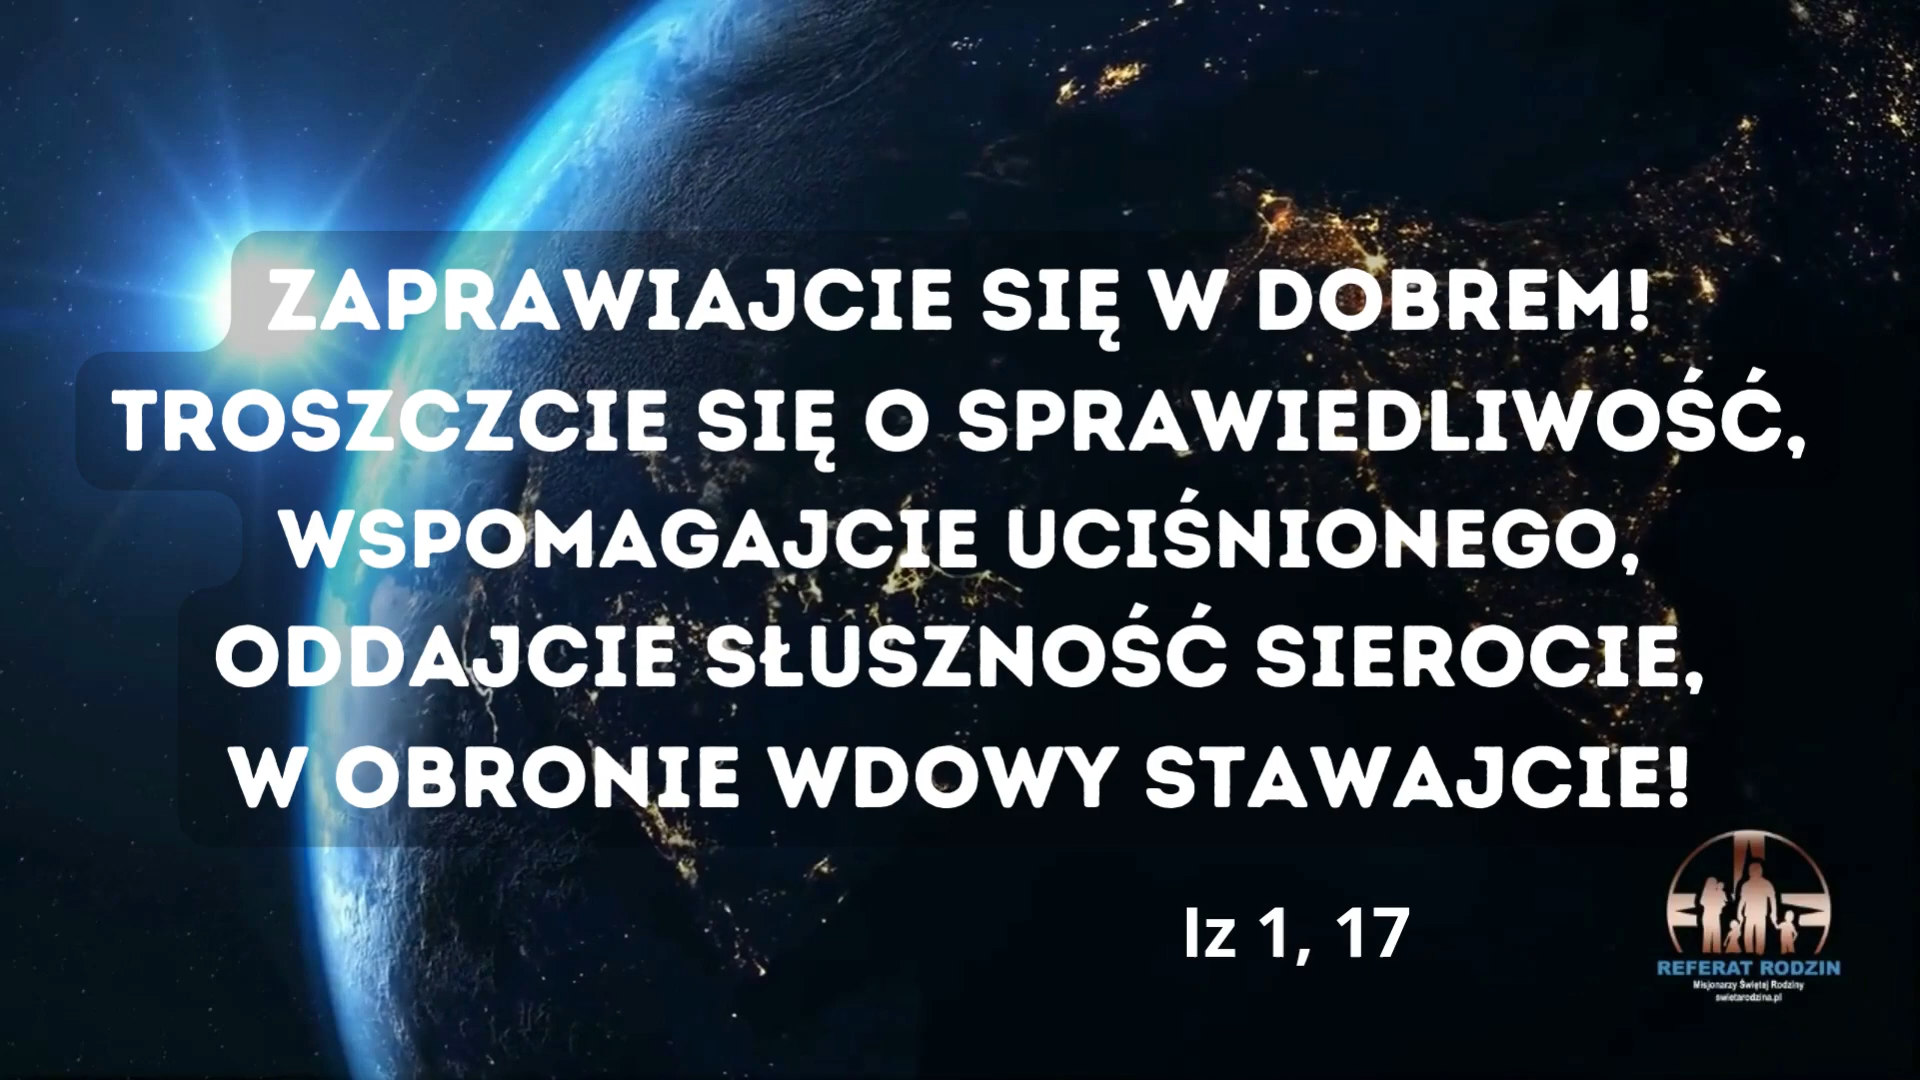 ZAPRAWIAJCIE SIĘ W DOBREM!
TROSZCZCIE SIĘ O SPRAWIEDLIWOŚĆ,
WSPOMAGAJCIE UCIŚNIONEGO,
ODDAJCIE SŁUSZNOŚĆ SIEROCIE,
W OBRONIE WDOWY STAWAJCIE!
Iz 1, 17
REFERAT RODZIN
Misjonarzy Świętej Rodziny
swietarodzina.pl